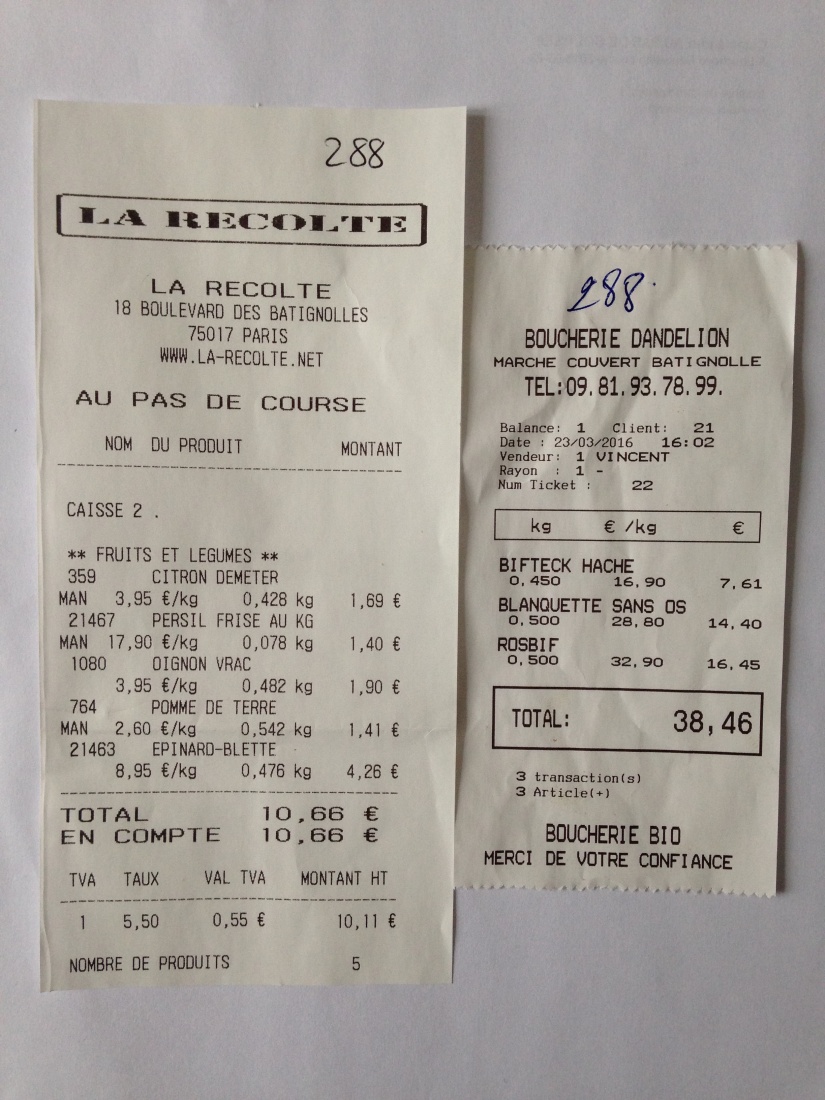 288
LA RECOLTE
LA RECOLTE
18 BOULEVARD DES BATIGNOLLES
75017 PARIS
WWW.LA-RECOLTE.NET
AU PAS DE COURSE
NOM DU PRODUIT MONTANT
CAISSE 2 .
** FRUITS ET LEGUMES **
359 CITRON DEMETER
MAN 3,95 €/kg 0,428 kg 1,69 €
21467 PERSIL FRISE AU KG
MAN 17,90 €/kg 0,078 kg 1,40 €
1080 OIGNON VRAC
3,95 €/kg 0,482 kg 1,90 €
764 POMME DE TERRE
MAN 2,60 €/kg 0,542 kg 1,41 €
21463 EPINARD-BLETTE
8,95 €/kg 0,476 kg 4,26 €
TOTAL 10,66 €
EN COMPTE 10,66 €
TVA TAUX VAL TVA MONTANT HT
1 5,50 0,55 € 10,11 €
NOMBRE DE PRODUITS 5
288.
BOUCHERIE DANDELION
MARCHE COUVERT BATIGNOLLE
TEL:09.81.93.78.99.
Balance: 1 Client: 21
Date : 23/03/2016 16:02
Vendeur: 1 VINCENT
Rayon : 1 -
Num Ticket : 22
kg €/kg €
BIFTECK HACHE
0,450 16,90 7,61
BLANQUETTE SANS OS
0,500 28,80 14,40
ROSBIF
0,500 32,90 16,45
TOTAL: 38,46
3 transaction(s)
3 Article(+)
BOUCHERIE BIO
MERCI DE VOTRE CONFIANCE